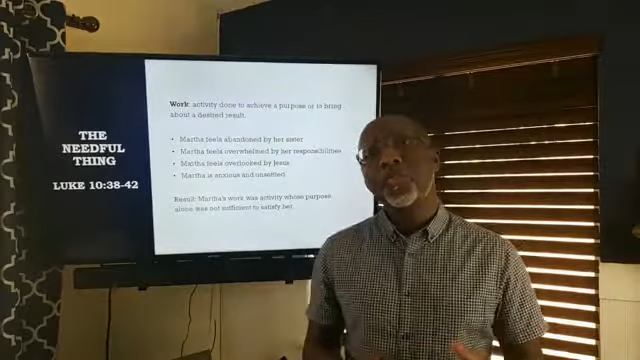 THE
NEEDFUL
THING
LUKE 10:38-42
Work: activity done to achieve a purpose or to bring
about a desired result.
• Martha feels abandoned by her sister
• Martha feels overwhelmed by her responsibilities
• Martha feels overlooked by Jesus
• Martha is anxious and unsettled
Result: Martha's work was activity whose purpose
alone was not sufficient to satisfy her.